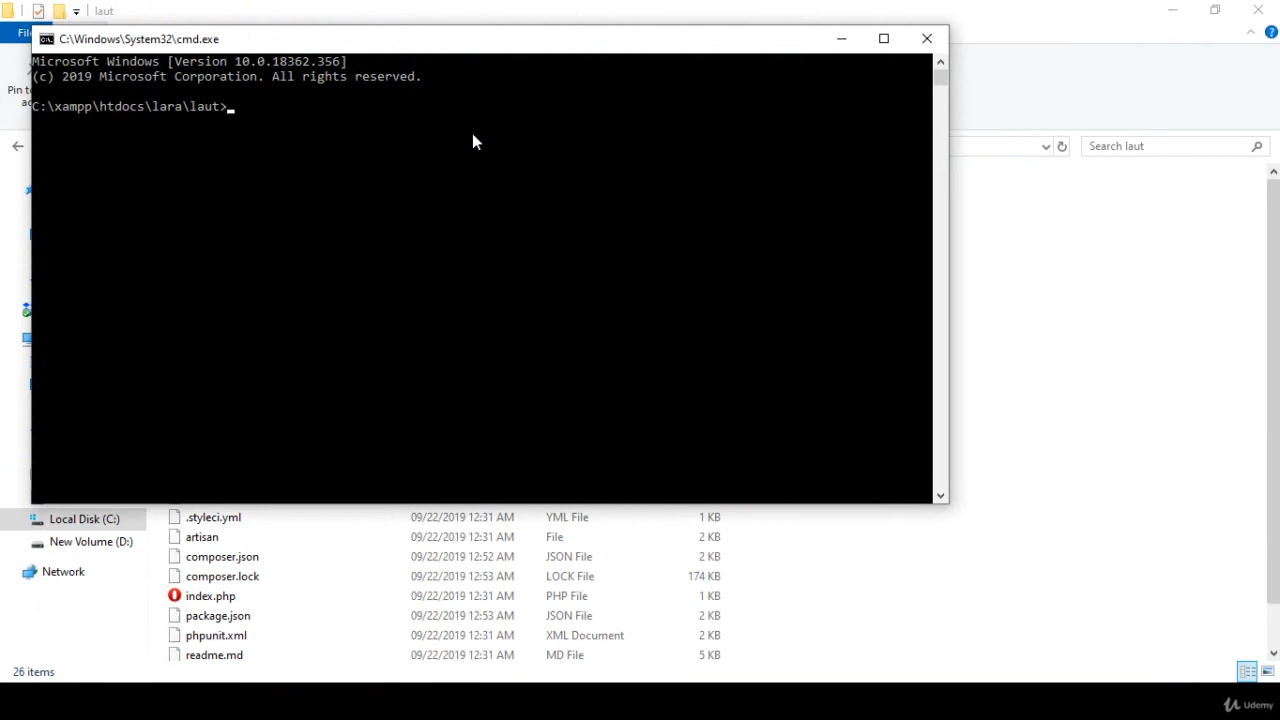 laut
C:\Windows\System32\cmd.exe
Microsoft Windows [Version 10.0.18362.356]
(c) 2019 Microsoft Corporation. All rights reserved.
C:\xampp\htdocs\lara\laut>
Search laut
Local Disk (C:)
New Volume (D:)
Network
.styleci.yml 09/22/2019 12:31 AM YML File 1 KB
artisan 09/22/2019 12:31 AM File 2 KB
composer.json 09/22/2019 12:52 AM JSON File 2 KB
composer.lock 09/22/2019 12:53 AM LOCK File 174 KB
index.php 09/22/2019 12:31 AM PHP File 1 KB
package.json 09/22/2019 12:53 AM JSON File 2 KB
phpunit.xml 09/22/2019 12:31 AM XML Document 2 KB
readme.md 09/22/2019 12:31 AM MD File 5 KB
26 items
Udemy